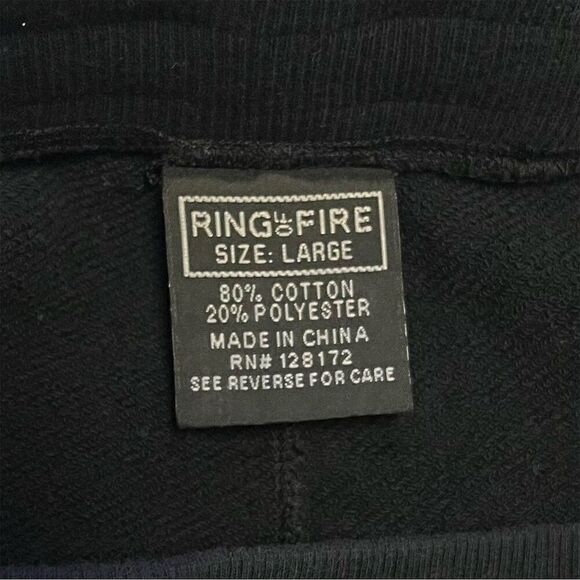 RING OF FIRE
SIZE: LARGE
80% COTTON
20% POLYESTER
MADE IN CHINA
RN# 128172
SEE REVERSE FOR CARE